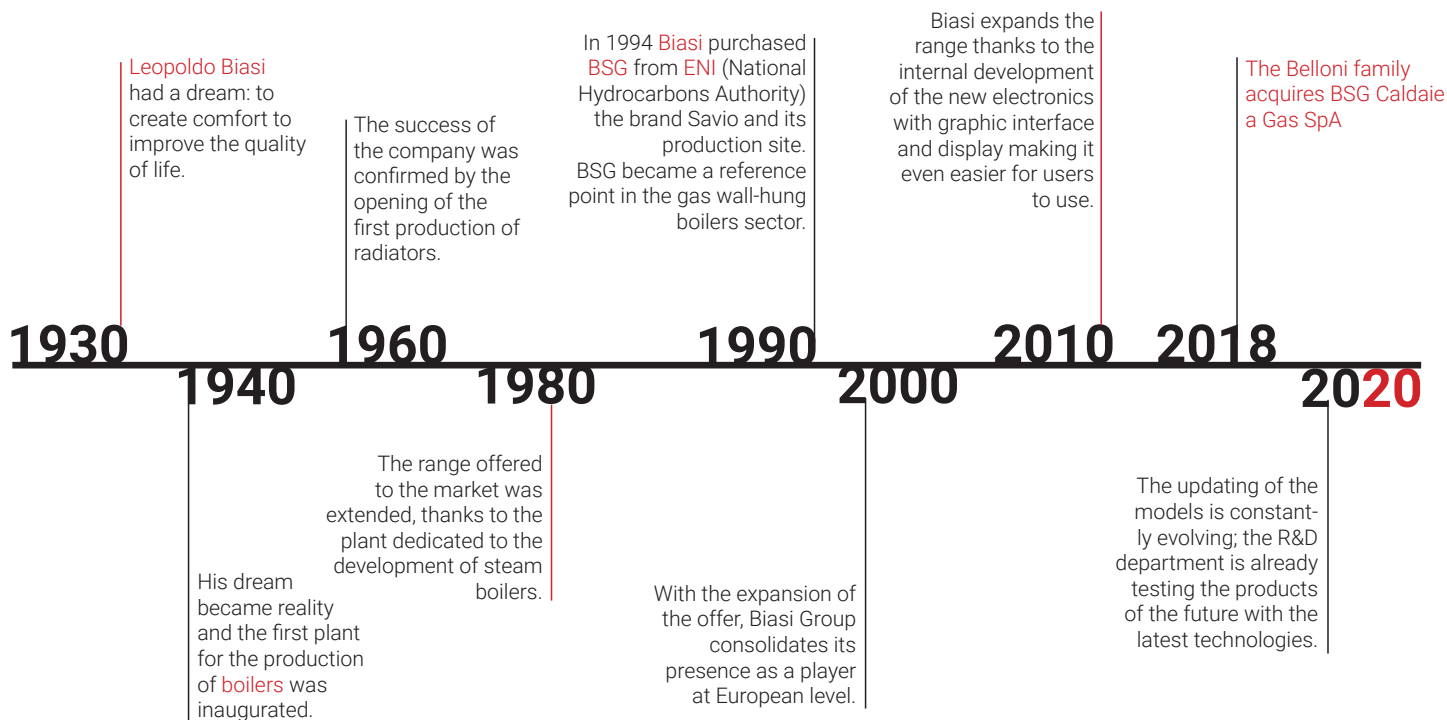 Leopoldo Biasi
had a dream: to
create comfort to
improve the quality
of life.
The success of
the company was
confirmed by the
opening of the
first production of
radiators.
In 1994 Biasi purchased
BSG from ENI (National
Hydrocarbons Authority)
the brand Savio and its
production site.
BSG became a reference
point in the gas wall-hung
boilers sector.
Biasi expands the
range thanks to the
internal development
of the new electronics
with graphic interface
and display making it
even easier for users
to use.
The Belloni family
acquires BSG Caldaie
a Gas SpA
1930
1960
1990
2010
2018
1940
1980
2000
2020
His dream
became reality
and the first plant
for the production
of boilers was
inaugurated.
The range offered
to the market was
extended, thanks to the
plant dedicated to the
development of steam
boilers.
With the expansion of
the offer, Biasi Group
consolidates its
presence as a player
at European level.
The updating of the
models is constant-
ly evolving; the R&D
department is already
testing the products
of the future with the
latest technologies.